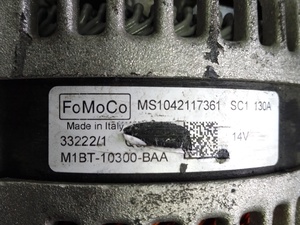 FoMoCo MS1042117361 SC1 130A
Made in Italy
33222/1 14V
M1BT-10300-BAA